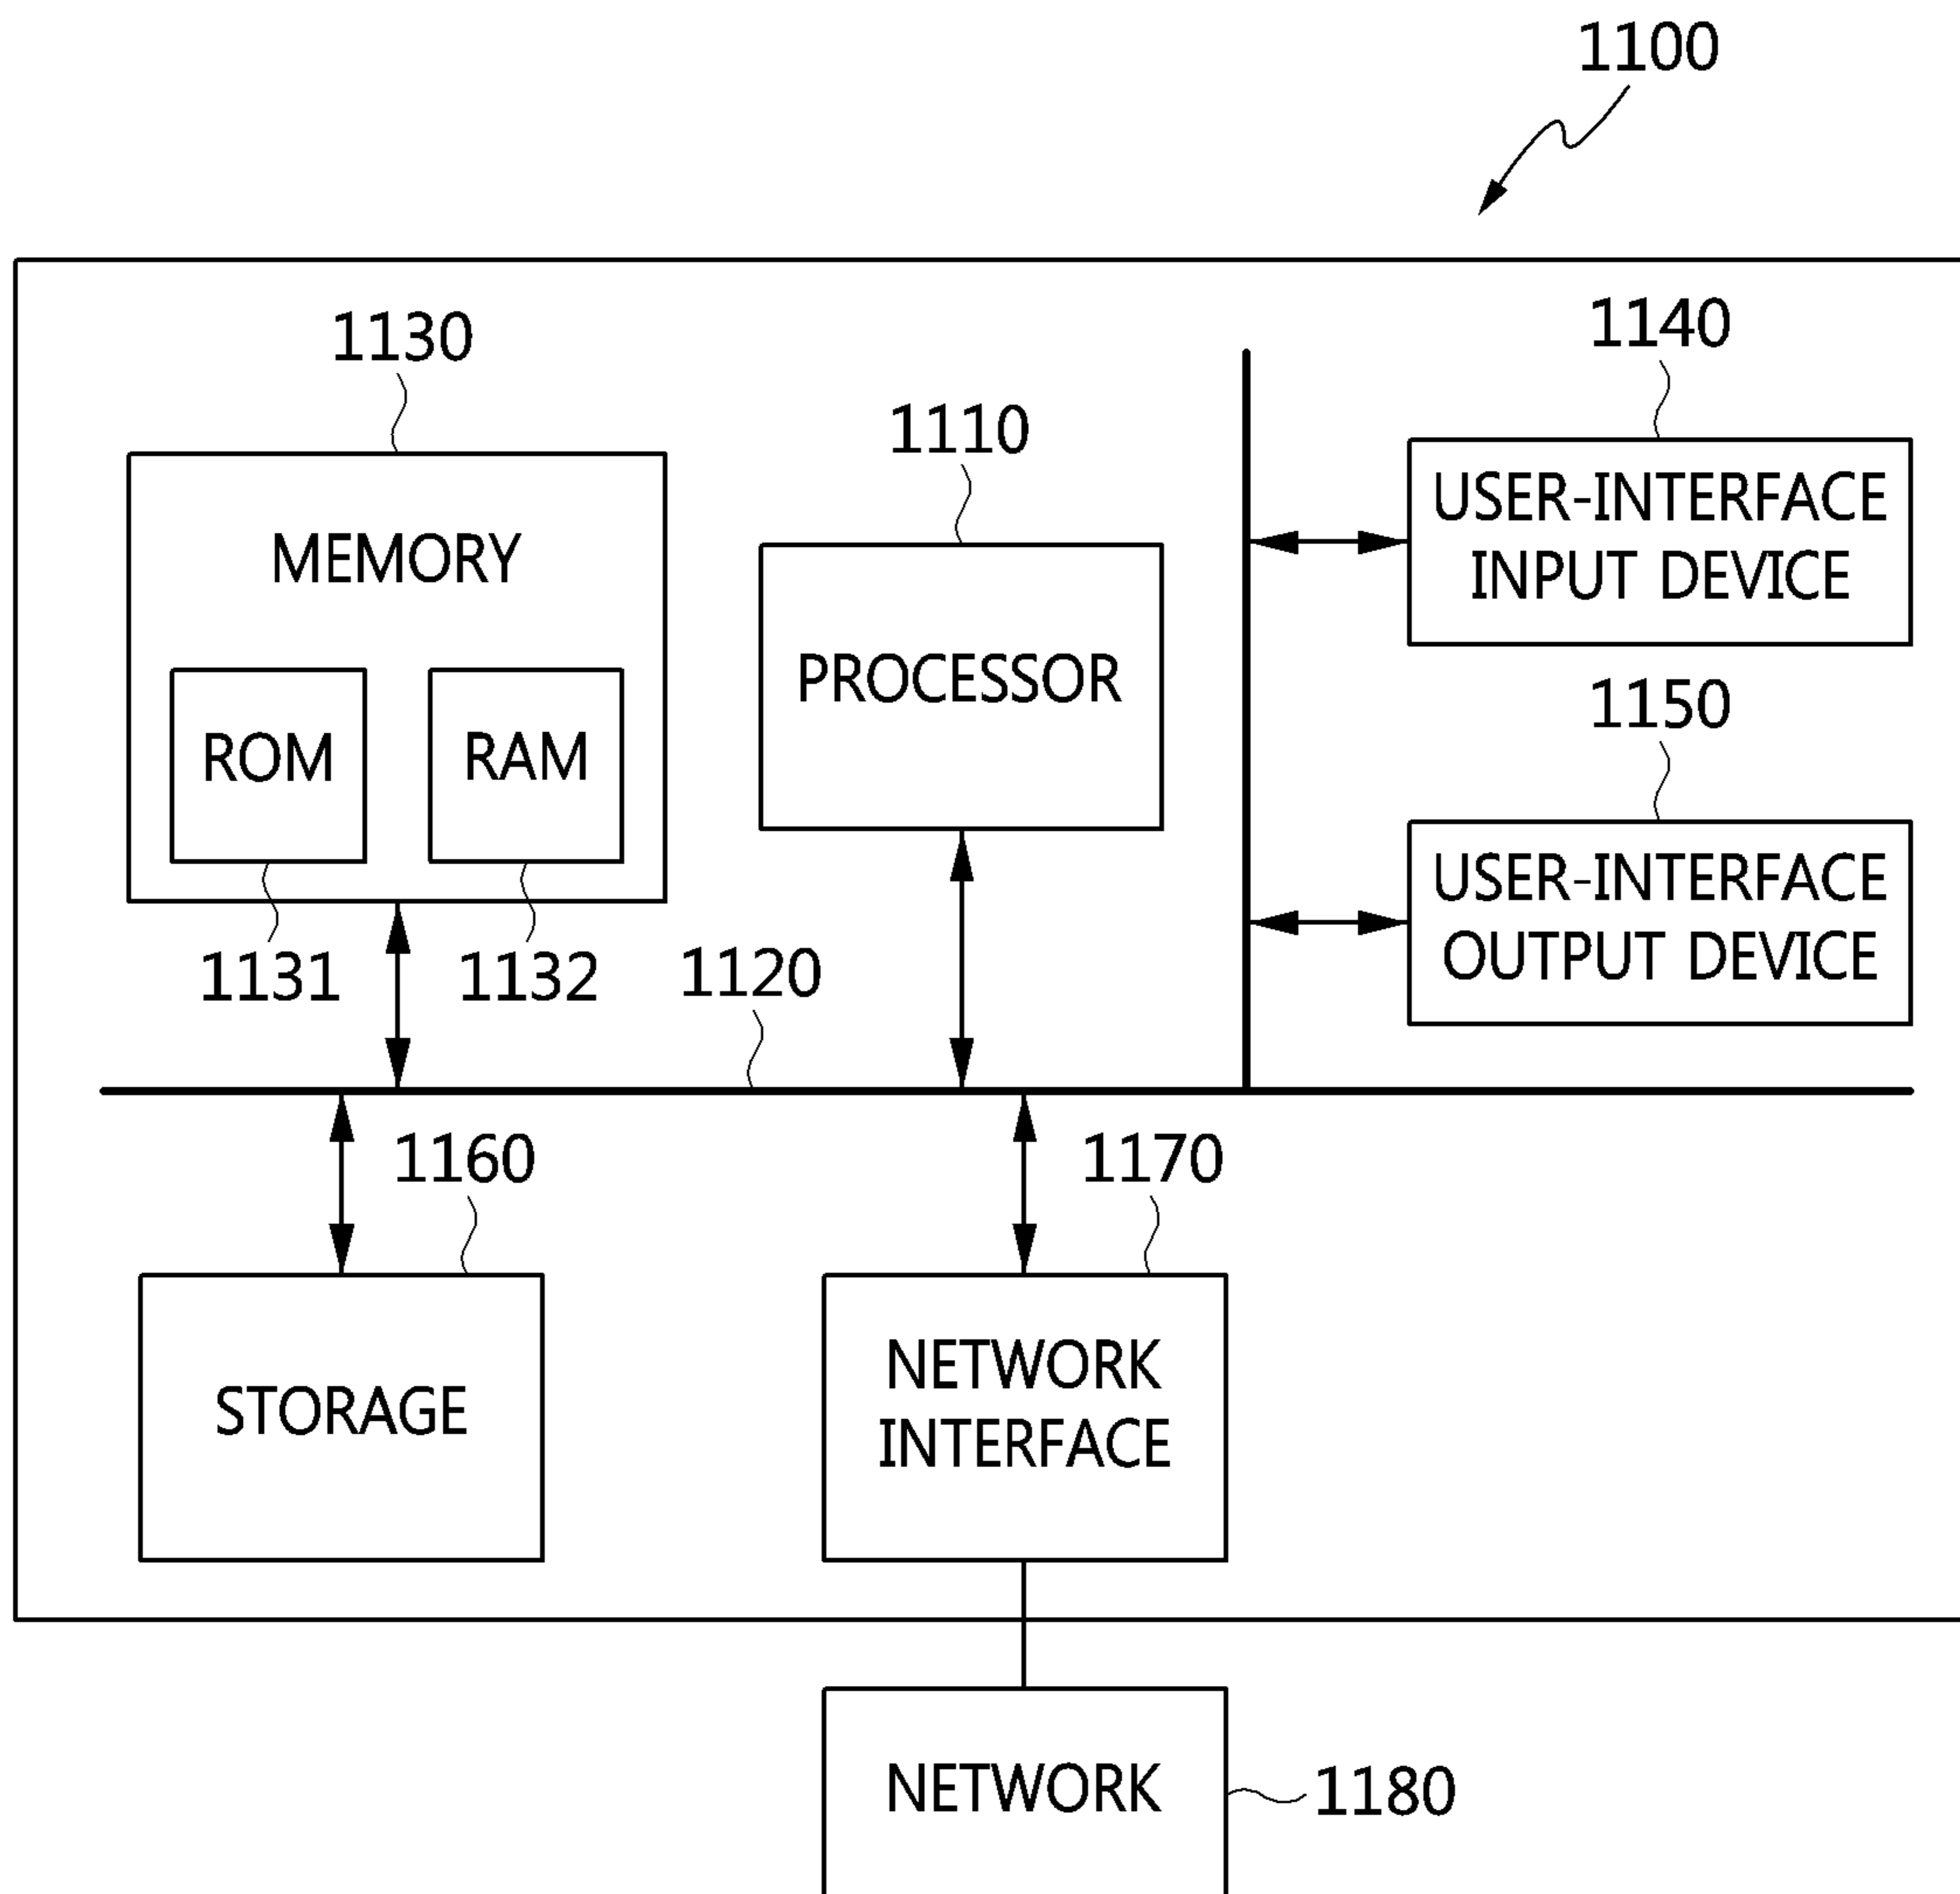 1100
1130
1140
1110
USER-INTERFACE
INPUT DEVICE
MEMORY
PROCESSOR
1150
ROM
RAM
USER-INTERFACE
OUTPUT DEVICE
1131
1132
1120
1160
1170
NETWORK
INTERFACE
STORAGE
NETWORK
1180